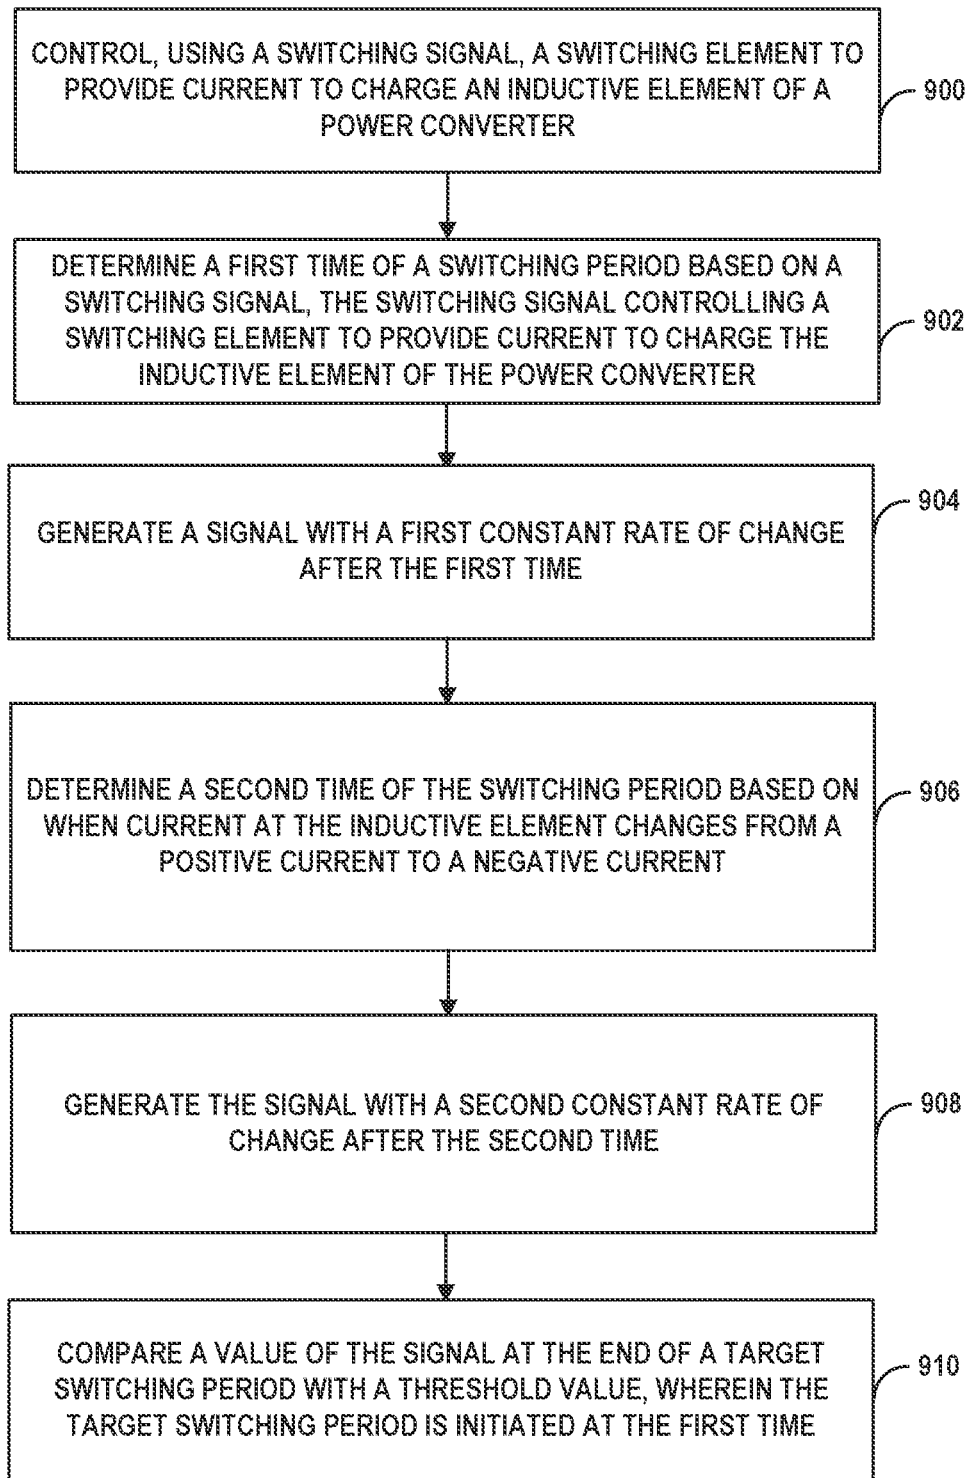 CONTROL, USING A SWITCHING SIGNAL, A SWITCHING ELEMENT TO
PROVIDE CURRENT TO CHARGE AN INDUCTIVE ELEMENT OF A
POWER CONVERTER
900
DETERMINE A FIRST TIME OF A SWITCHING PERIOD BASED ON A
SWITCHING SIGNAL, THE SWITCHING SIGNAL CONTROLLING A
SWITCHING ELEMENT TO PROVIDE CURRENT TO CHARGE THE
INDUCTIVE ELEMENT OF THE POWER CONVERTER
902
GENERATE A SIGNAL WITH A FIRST CONSTANT RATE OF CHANGE
AFTER THE FIRST TIME
904
DETERMINE A SECOND TIME OF THE SWITCHING PERIOD BASED ON
WHEN CURRENT AT THE INDUCTIVE ELEMENT CHANGES FROM A
POSITIVE CURRENT TO A NEGATIVE CURRENT
906
GENERATE THE SIGNAL WITH A SECOND CONSTANT RATE OF
CHANGE AFTER THE SECOND TIME
908
COMPARE A VALUE OF THE SIGNAL AT THE END OF A TARGET
SWITCHING PERIOD WITH A THRESHOLD VALUE, WHEREIN THE
TARGET SWITCHING PERIOD IS INITIATED AT THE FIRST TIME
910